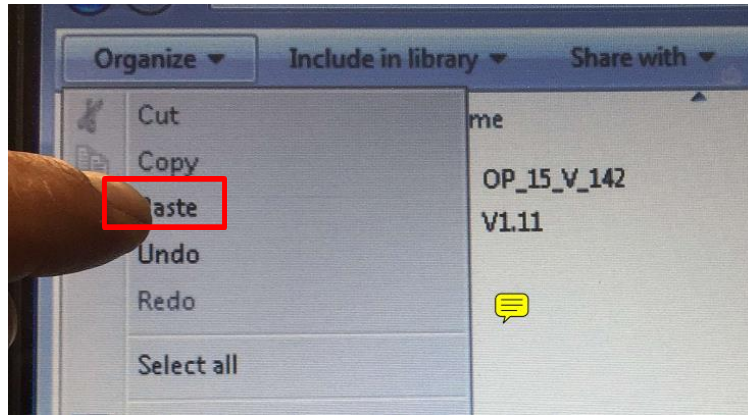 Organize Include in library Share with
Cut
me
Copy
OP_15_V_142
aste
V1.11
Undo
Redo
Select all